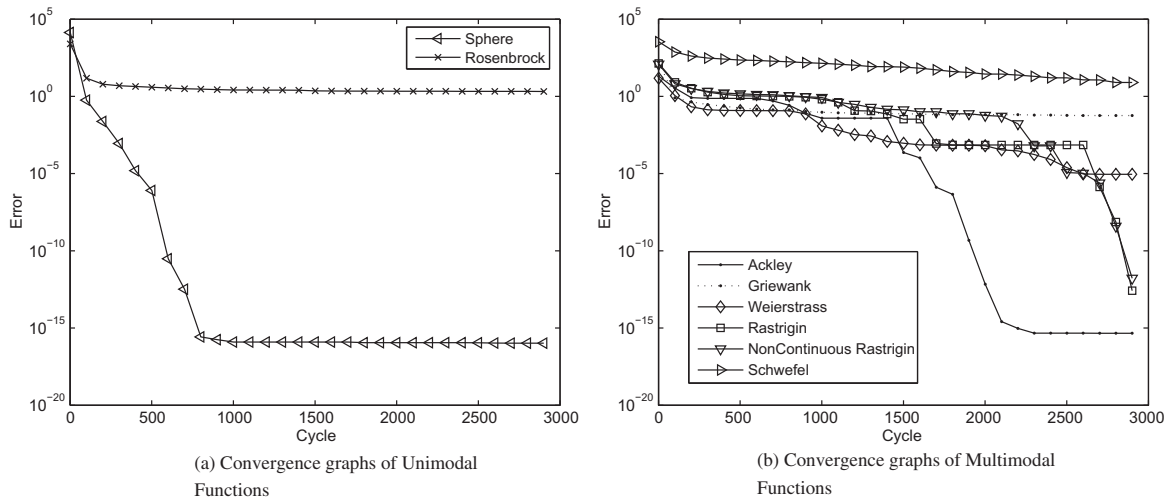 10^5
10^0
10^−5
10^−10
10^−15
10^−20
Error
0 500 1000 1500 2000 2500 3000
Cycle
Sphere
Rosenbrock
(a) Convergence graphs of Unimodal
Functions
10^5
10^0
10^−5
10^−10
10^−15
10^−20
Error
0 500 1000 1500 2000 2500 3000
Cycle
Ackley
Griewank
Weierstrass
Rastrigin
NonContinuous Rastrigin
Schwefel
(b) Convergence graphs of Multimodal
Functions